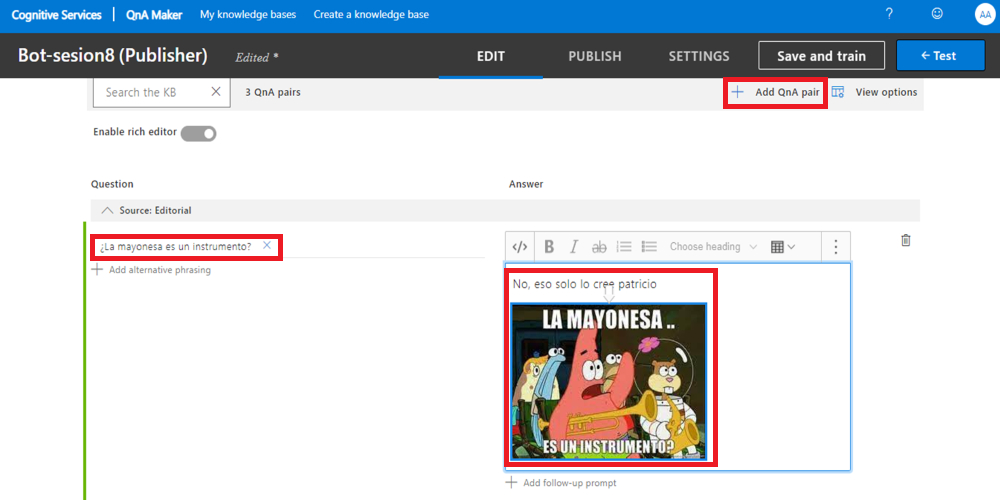 Cognitive Services | QnA Maker My knowledge bases Create a knowledge base ? AA
Bot-sesion8 (Publisher) Edited * EDIT PUBLISH SETTINGS Save and train ← Test
Search the KB × 3 QnA pairs + Add QnA pair View options
Enable rich editor
Question Answer
Source: Editorial
¿La mayonesa es un instrumento? ×
+ Add alternative phrasing
</> B I ab Choose heading
No, eso solo lo cree patricio
LA MAYONESA ..
ES UN INSTRUMENTO?
+ Add follow-up prompt